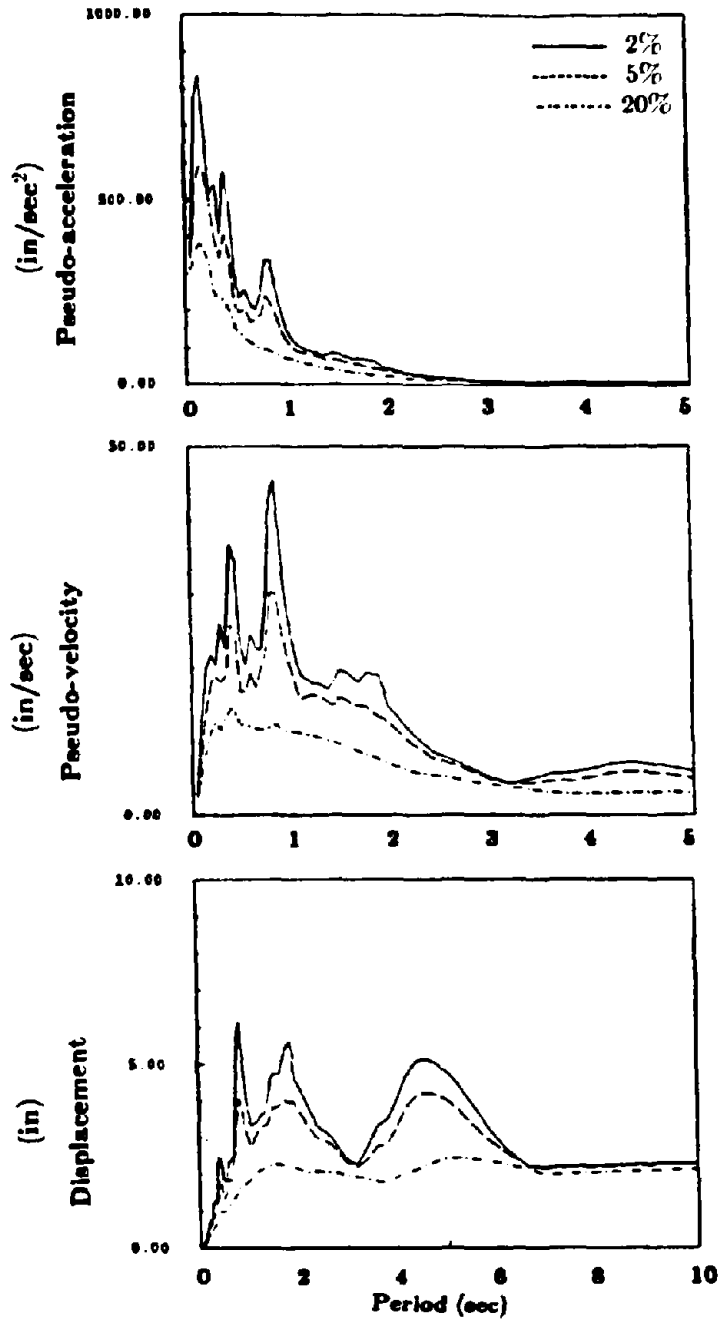 1000.00
2%
5%
20%
(in/sec²)
Pseudo-acceleration
500.00
0.00
0 1 2 3 4 5
50.00
(in/sec)
Pseudo-velocity
0.00
0 1 2 3 4 5
10.00
(in)
Displacement
5.00
0.00
0 2 4 6 8 10
Period (sec)